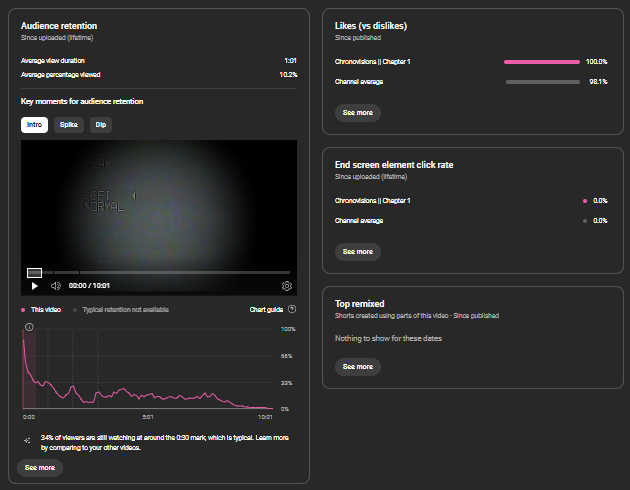 Audience retention
Since uploaded (lifetime)
Average view duration 1:01
Average percentage viewed 10.2%
Key moments for audience retention
Intro Spike Dip
PLAY
HIFI
NORMAL
00:00 / 10:01
This video Typical retention not available Chart guide
100%
66%
33%
0%
0:00 5:01 10:01
34% of viewers are still watching at around the 0:30 mark, which is typical. Learn more
by comparing to your other videos.
See more
Likes (vs dislikes)
Since published
Chronovisions || Chapter 1 100.0%
Channel average 98.1%
See more
End screen element click rate
Since uploaded (lifetime)
Chronovisions || Chapter 1 0.0%
Channel average 0.0%
See more
Top remixed
Shorts created using parts of this video · Since published
Nothing to show for these dates
See more